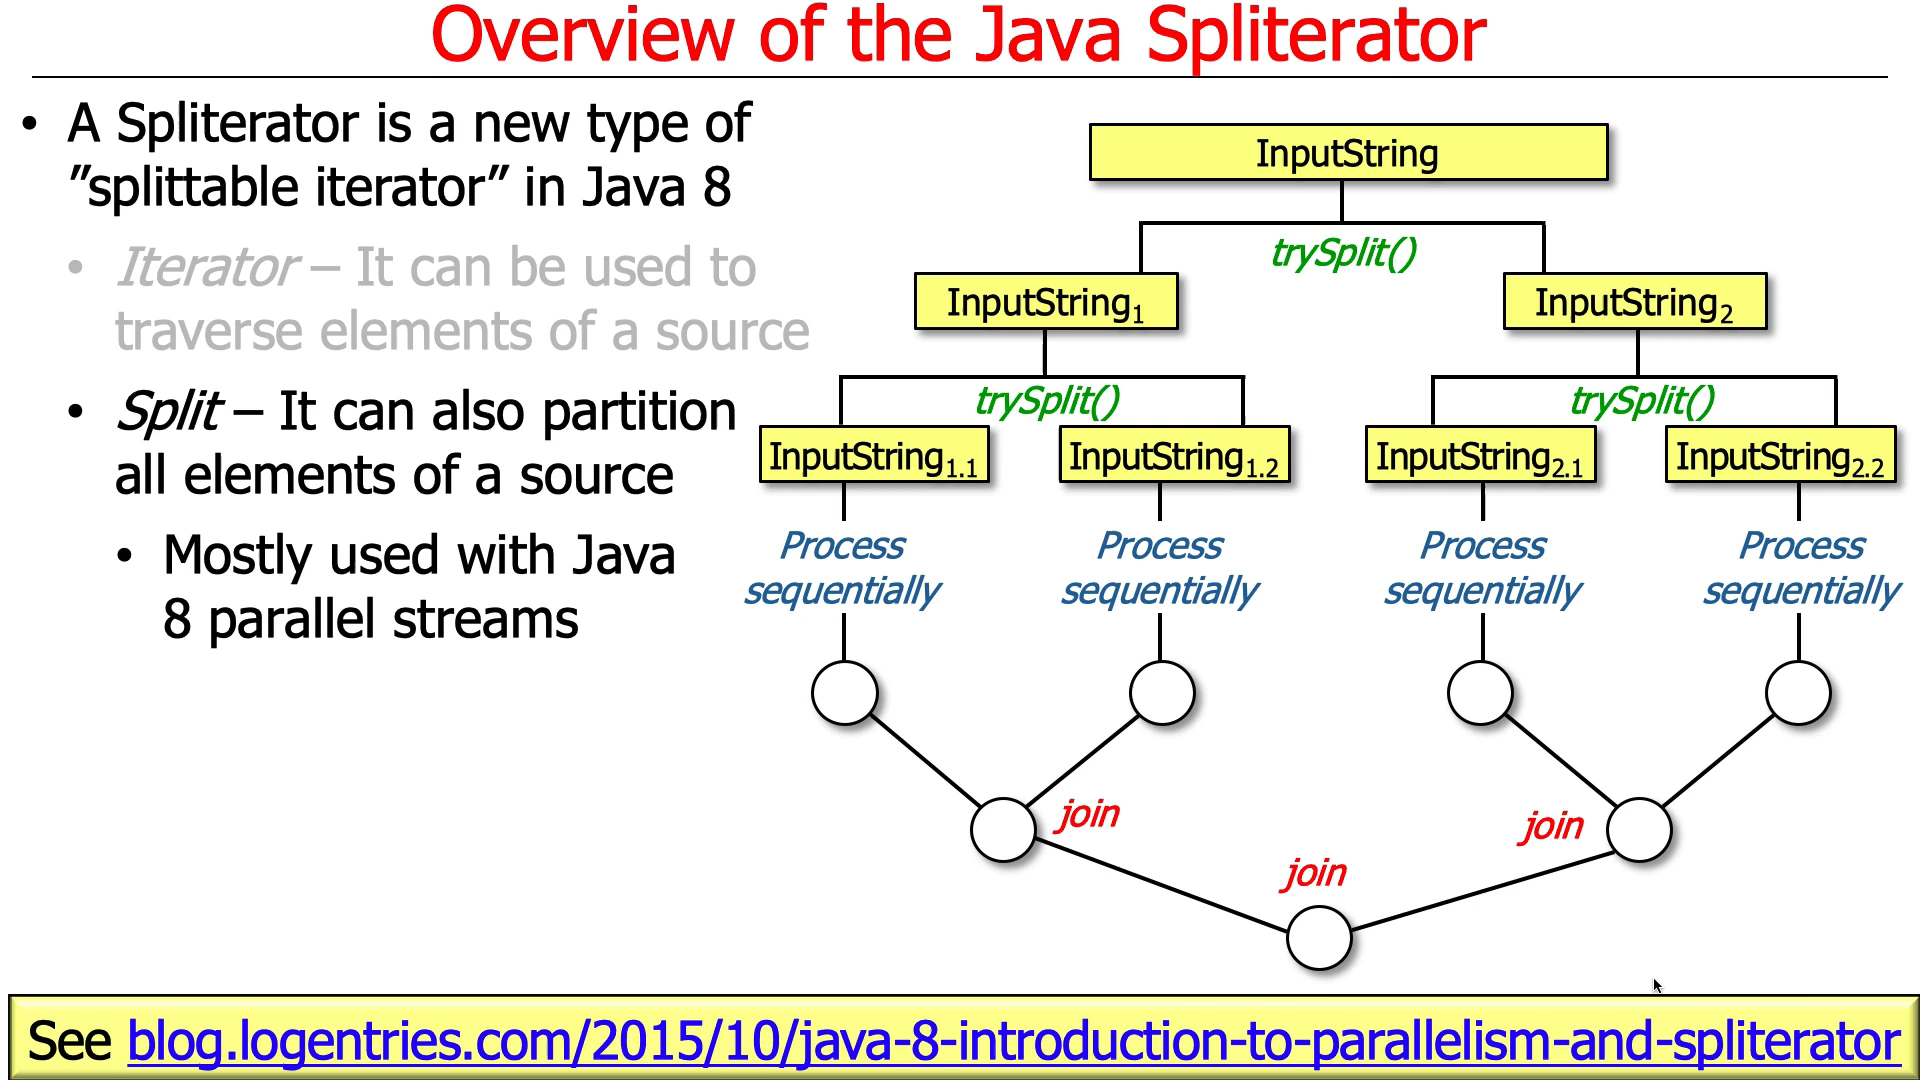 Overview of the Java Spliterator
• A Spliterator is a new type of
”splittable iterator” in Java 8
• Iterator – It can be used to
traverse elements of a source
• Split – It can also partition
all elements of a source
• Mostly used with Java
8 parallel streams
InputString
trySplit()
InputString1 InputString2
trySplit() trySplit()
InputString1.1 InputString1.2 InputString2.1 InputString2.2
Process Process Process Process
sequentially sequentially sequentially sequentially
join join
join
See blog.logentries.com/2015/10/java-8-introduction-to-parallelism-and-spliterator